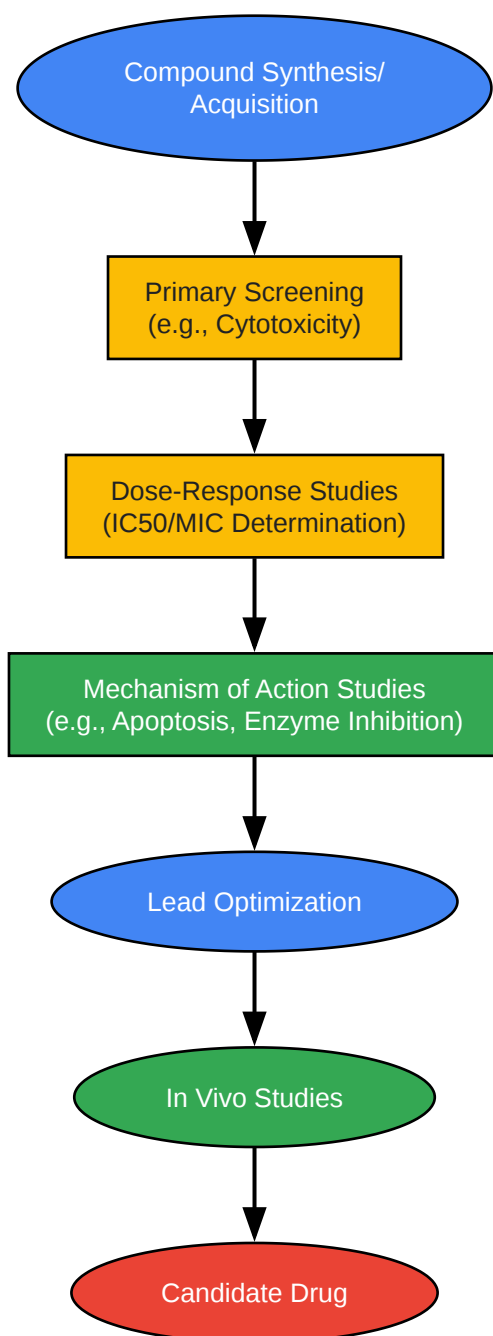 Compound Synthesis/
Acquisition
Primary Screening
(e.g., Cytotoxicity)
Dose-Response Studies
(IC50/MIC Determination)
Mechanism of Action Studies
(e.g., Apoptosis, Enzyme Inhibition)
Lead Optimization
In Vivo Studies
Candidate Drug